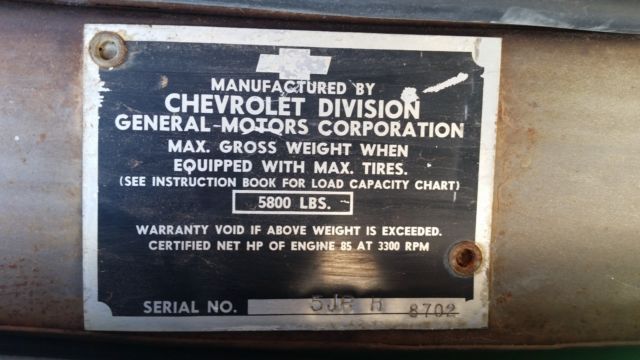 MANUFACTURED BY
CHEVROLET DIVISION
GENERAL MOTORS CORPORATION
MAX. GROSS WEIGHT WHEN
EQUIPPED WITH MAX. TIRES.
(SEE INSTRUCTION BOOK FOR LOAD CAPACITY CHART)
5800 LBS.
WARRANTY VOID IF ABOVE WEIGHT IS EXCEEDED.
CERTIFIED NET HP OF ENGINE 85 AT 3300 RPM
SERIAL NO. 8702